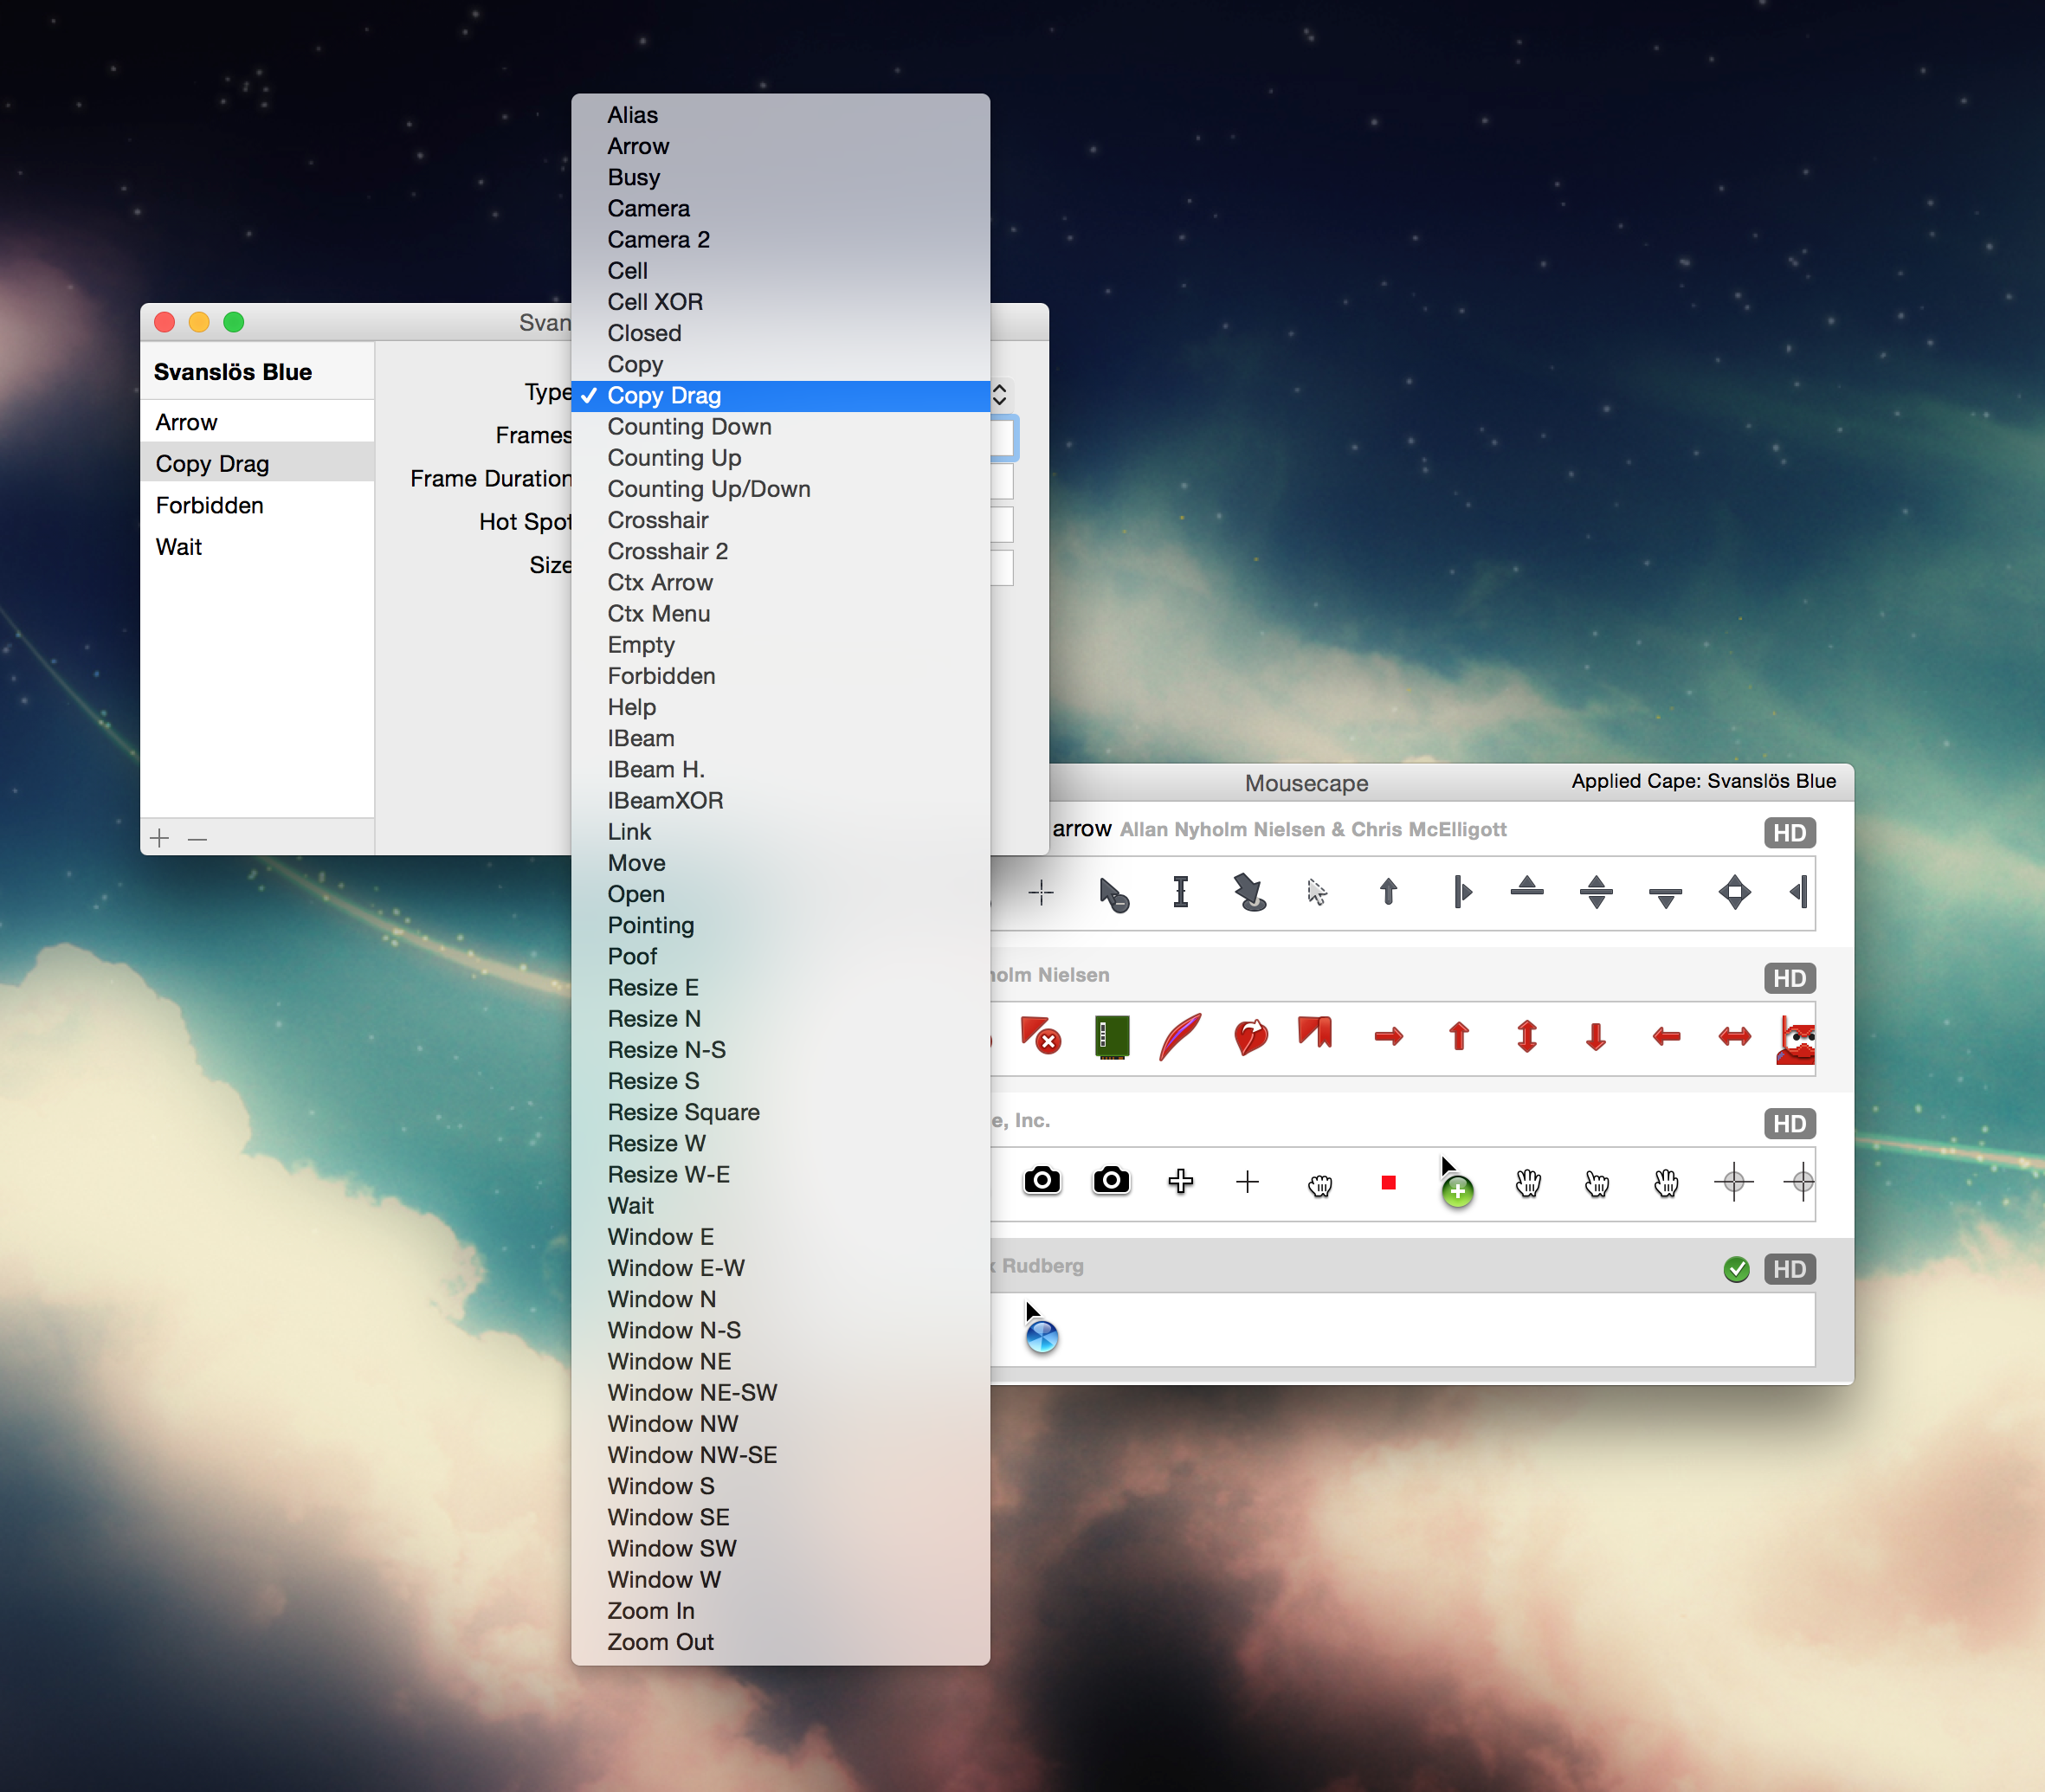 Alias
Arrow
Busy
Camera
Camera 2
Cell
Cell XOR
Closed
Copy
Copy Drag
Counting Down
Counting Up
Counting Up/Down
Crosshair
Crosshair 2
Ctx Arrow
Ctx Menu
Empty
Forbidden
Help
IBeam
IBeam H.
IBeamXOR
Link
Move
Open
Pointing
Poof
Resize E
Resize N
Resize N-S
Resize S
Resize Square
Resize W
Resize W-E
Wait
Window E
Window E-W
Window N
Window N-S
Window NE
Window NE-SW
Window NW
Window NW-SE
Window S
Window SE
Window SW
Window W
Zoom In
Zoom Out
Svan
Svanslös Blue
Arrow
Copy Drag
Forbidden
Wait
Type
Frames
Frame Duration
Hot Spot
Size
Mousecape Applied Cape: Svanslös Blue
arrow Allan Nyholm Nielsen & Chris McElligott HD
holm Nielsen HD
e, Inc. HD
Rudberg HD